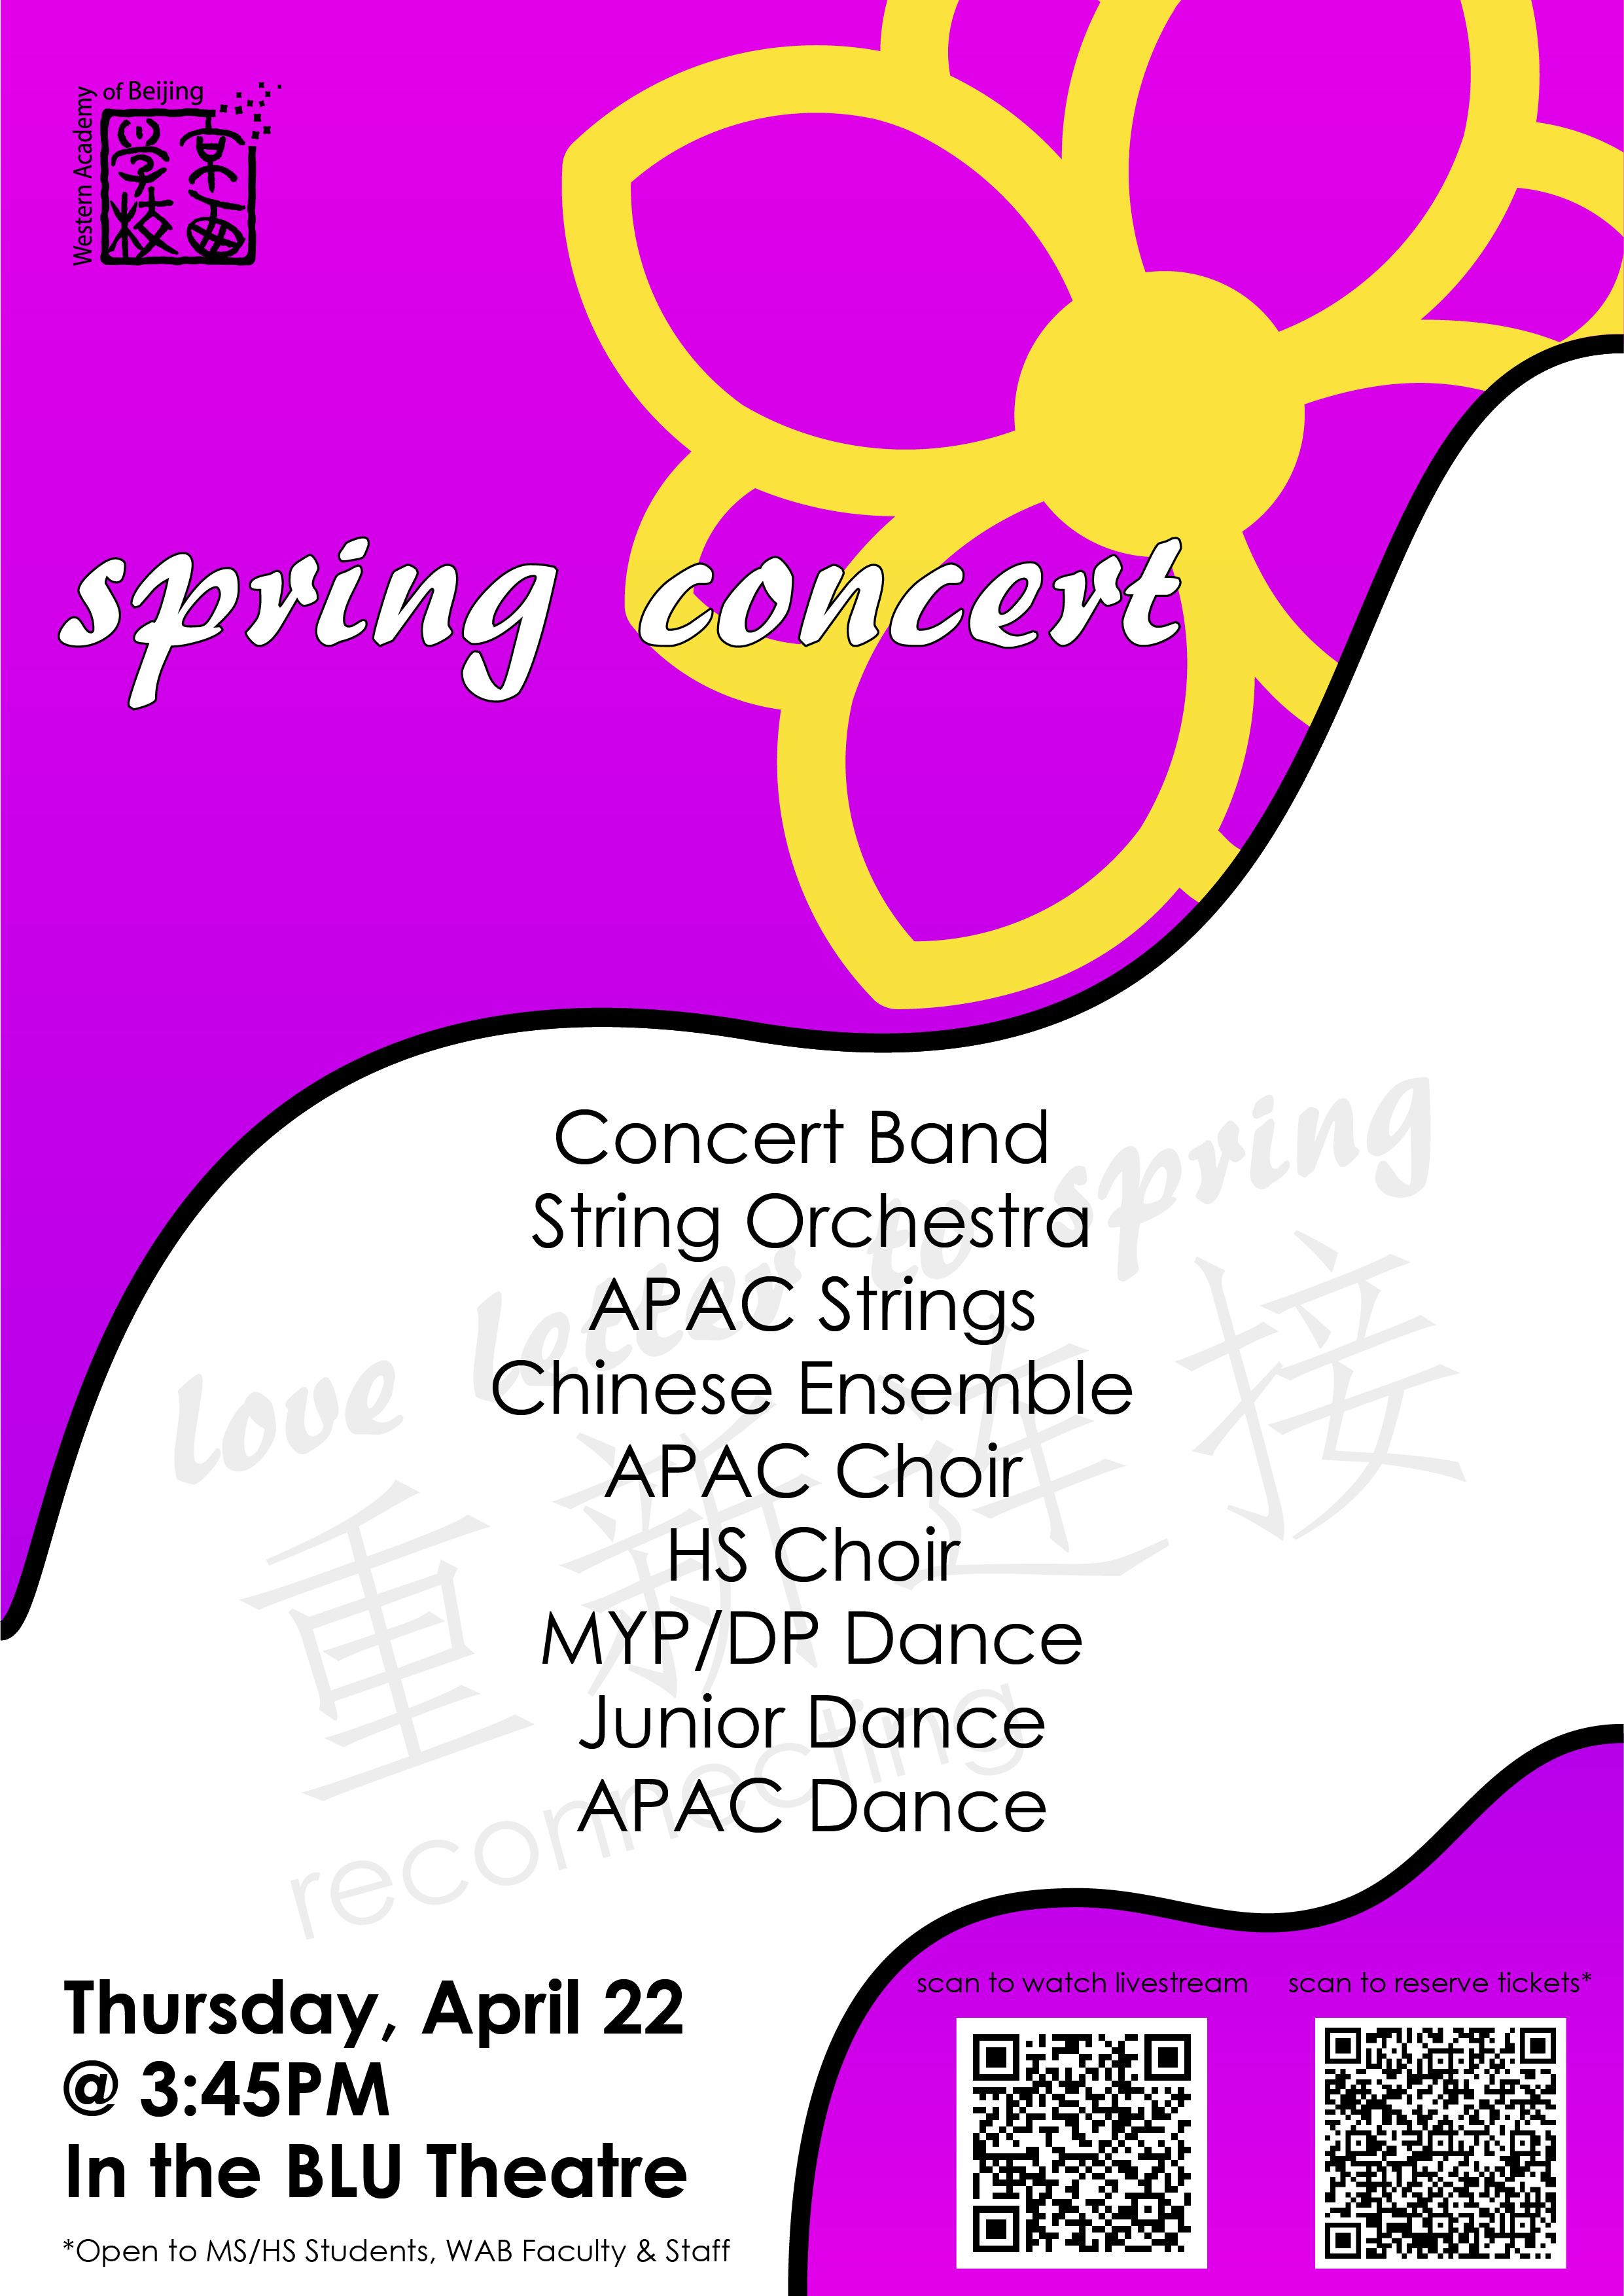 of Beijing
Western Academy
京西
学校
spring concert
Concert Band
String Orchestra
APAC Strings
Chinese Ensemble
APAC Choir
HS Choir
MYP/DP Dance
Junior Dance
APAC Dance
love letter to spring
重新连接
reconnecting
Thursday, April 22
@ 3:45PM
In the BLU Theatre
*Open to MS/HS Students, WAB Faculty & Staff
scan to watch livestream
scan to reserve tickets*